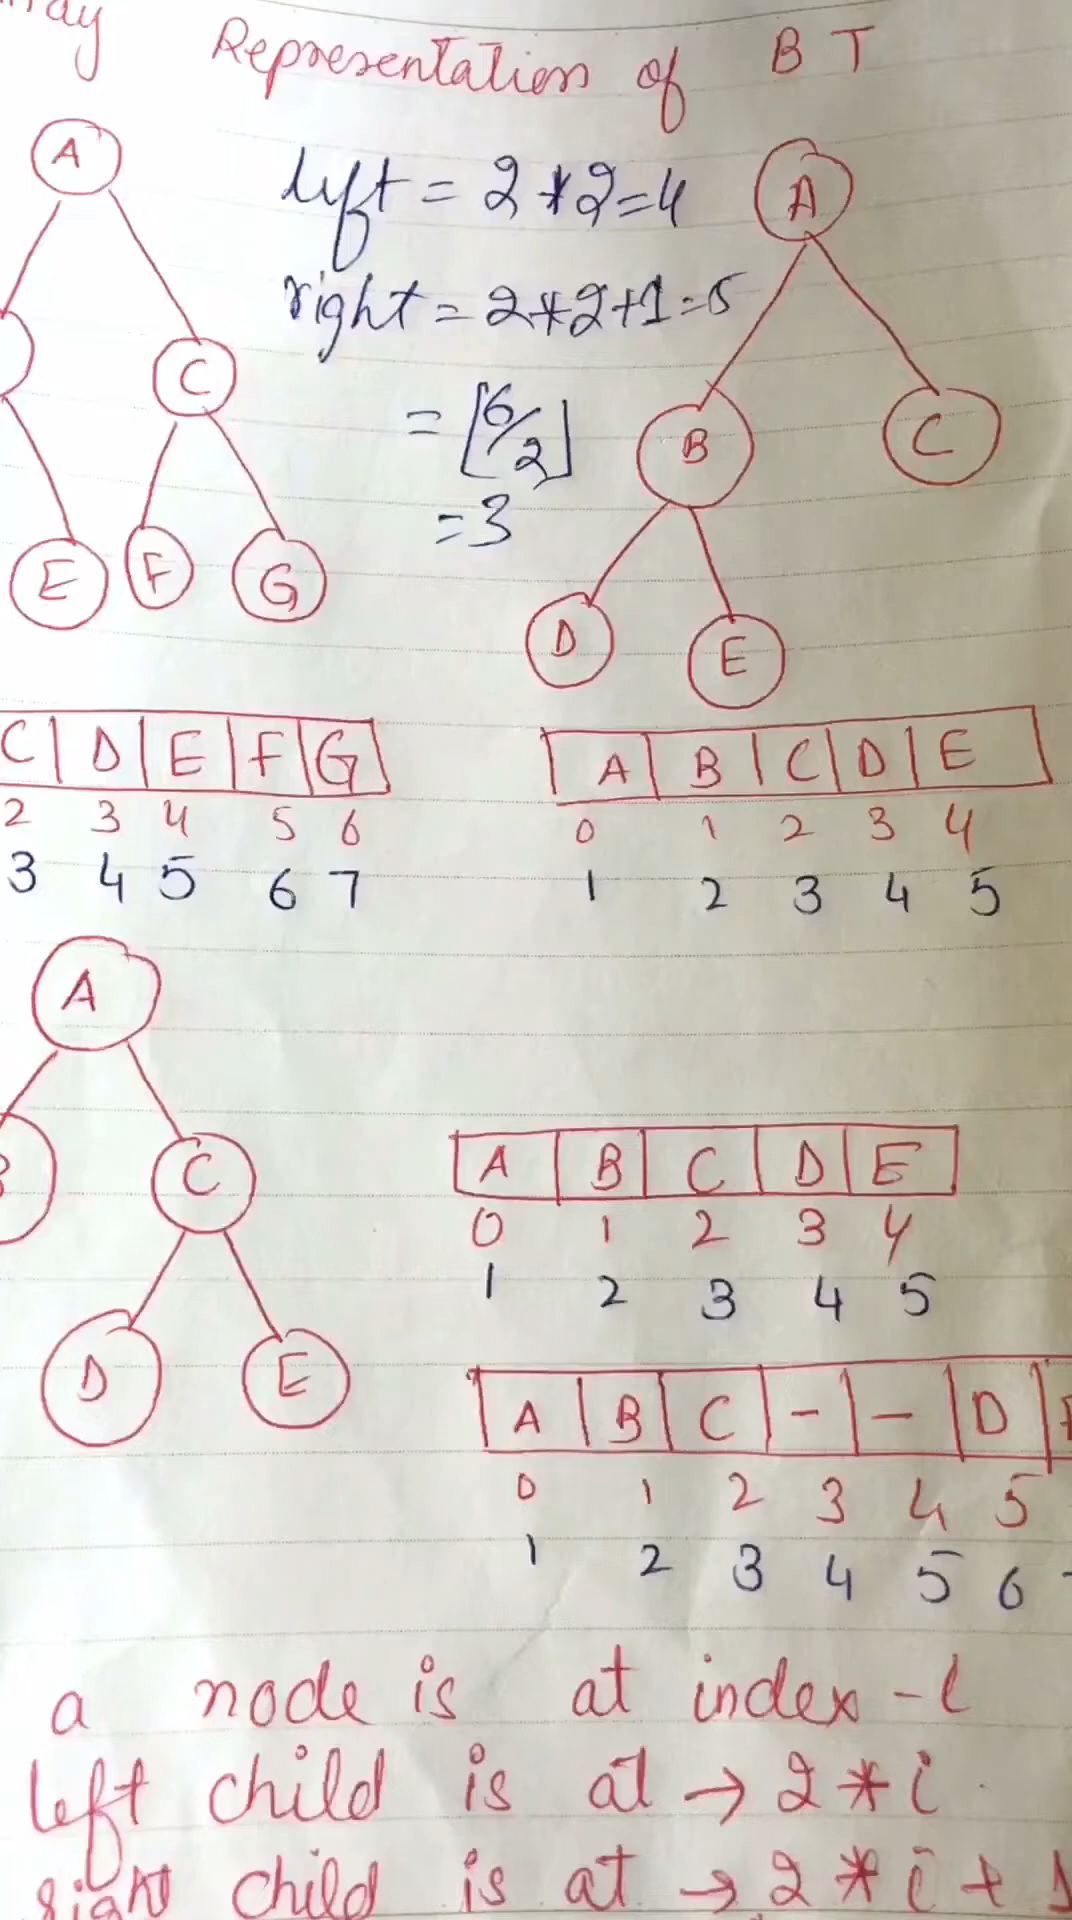 Representation of B T
A
left = 2 * 2 = 4
A
right = 2 * 2 + 1 = 5
C
= ⌊6/2⌋
B
C
= 3
E F G
D E
C D E F G
2 3 4 5 6
3 4 5 6 7
A B C D E
0 1 2 3 4
1 2 3 4 5
A
C
D E
A B C D E
0 1 2 3 4
1 2 3 4 5
A B C - - D
0 1 2 3 4 5
1 2 3 4 5 6
a node is at index - i
left child is at → 2 * i
right child is at → 2 * i + 1